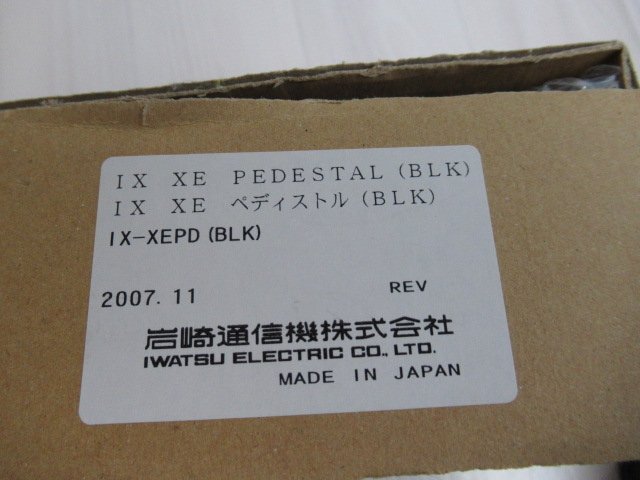 IX XE PEDESTAL (BLK)
IX XE ペディストル (BLK)
IX-XEPD (BLK)
2007. 11 REV
岩崎通信機株式会社
IWATSU ELECTRIC CO., LTD.
MADE IN JAPAN